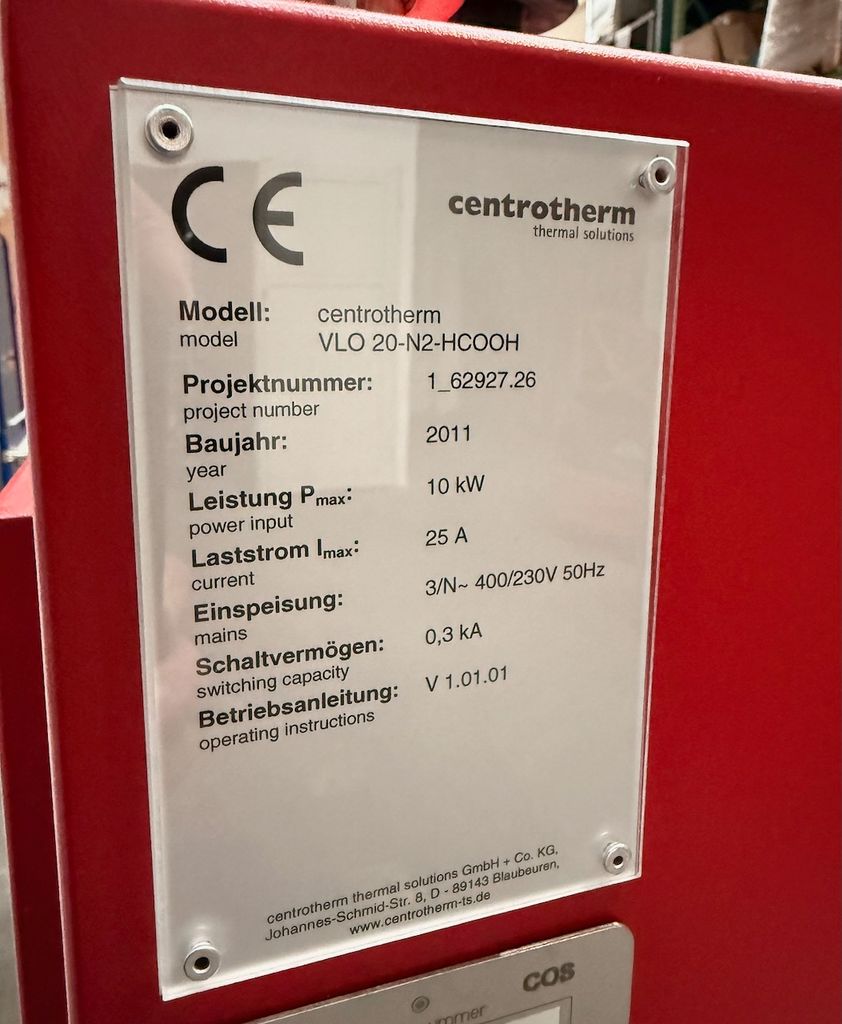 CE
centrotherm
thermal solutions
Modell: centrotherm
model VLO 20-N2-HCOOH
Projektnummer: 1_62927.26
project number
Baujahr: 2011
year
Leistung Pmax: 10 kW
power input
Laststrom Imax: 25 A
current
Einspeisung: 3/N~ 400/230V 50Hz
mains
Schaltvermögen: 0,3 kA
switching capacity
Betriebsanleitung: V 1.01.01
operating instructions
centrotherm thermal solutions GmbH + Co. KG,
Johannes-Schmid-Str. 8, D - 89143 Blaubeuren,
www.centrotherm-ts.de
cos